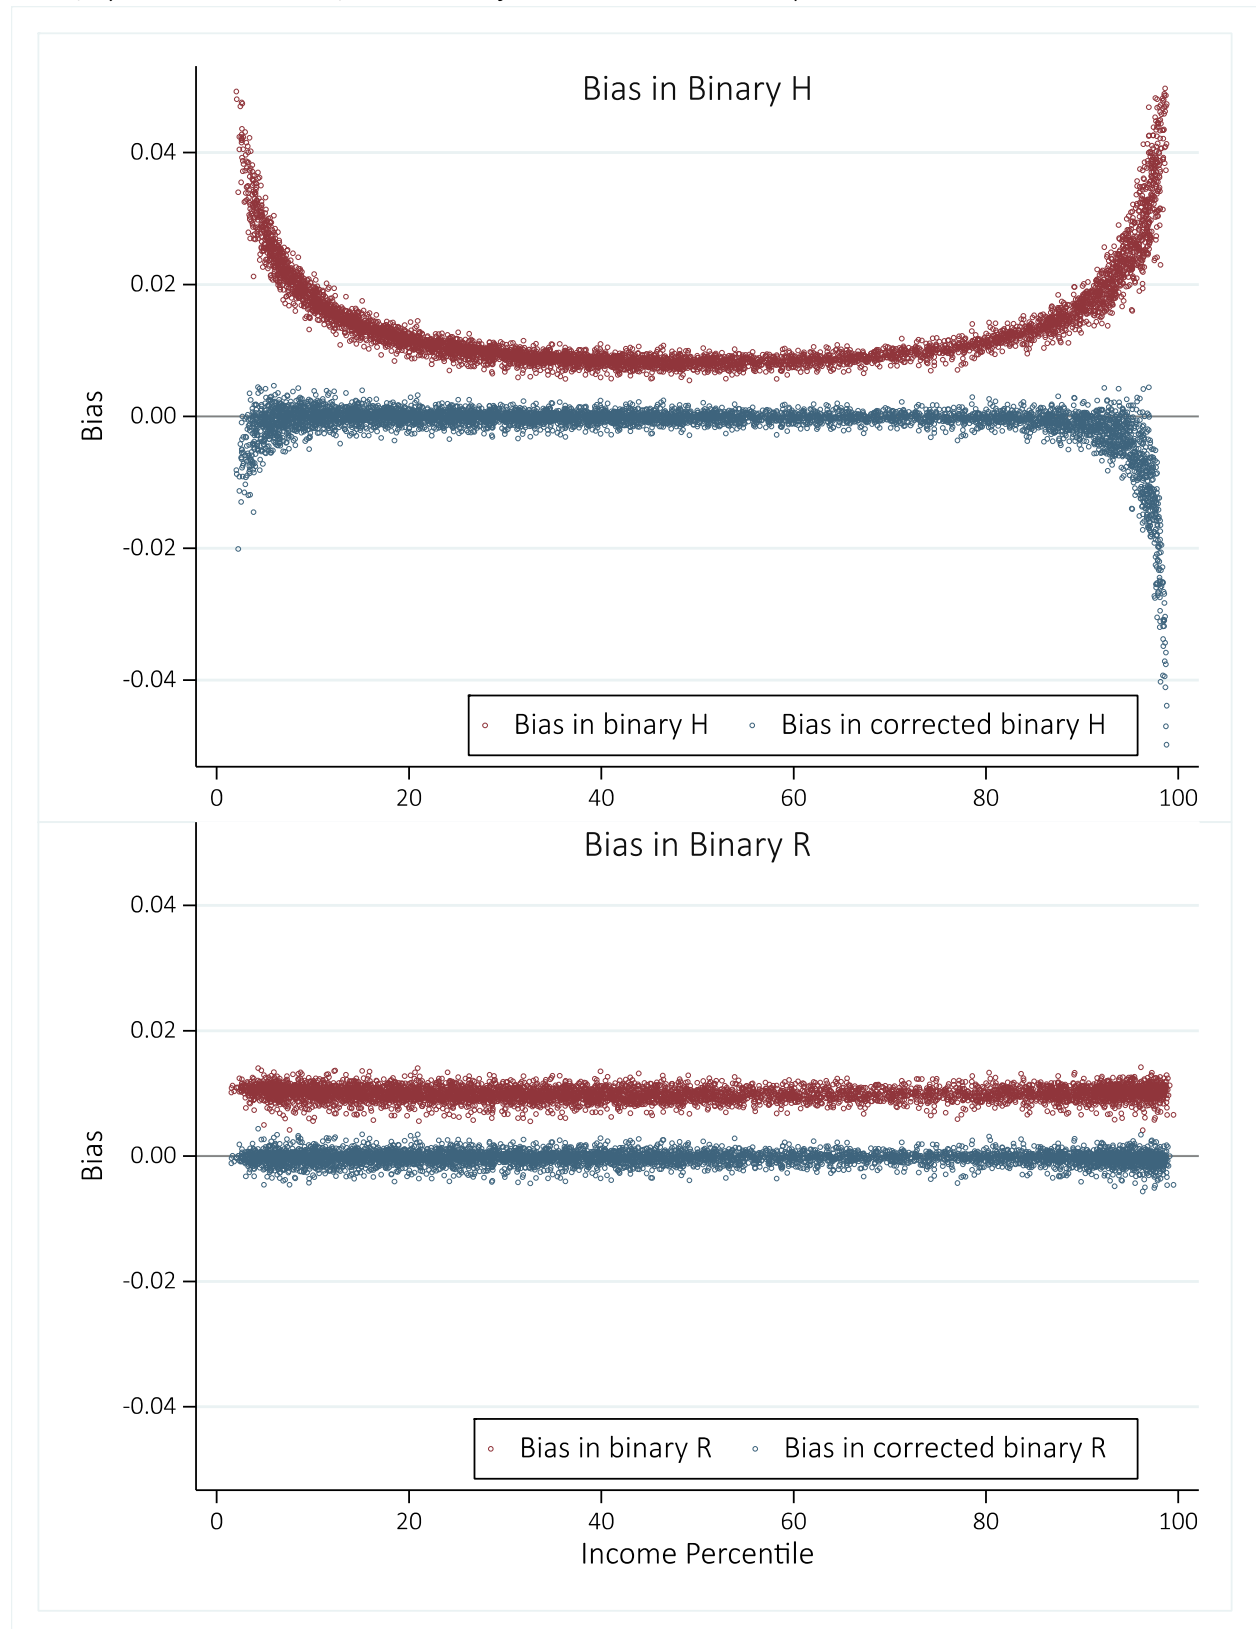 Bias in Binary H
0.04
0.02
0.00
-0.02
-0.04
Bias
Bias in binary H
Bias in corrected binary H
0 20 40 60 80 100
Bias in Binary R
0.04
0.02
0.00
-0.02
-0.04
Bias
Bias in binary R
Bias in corrected binary R
0 20 40 60 80 100
Income Percentile